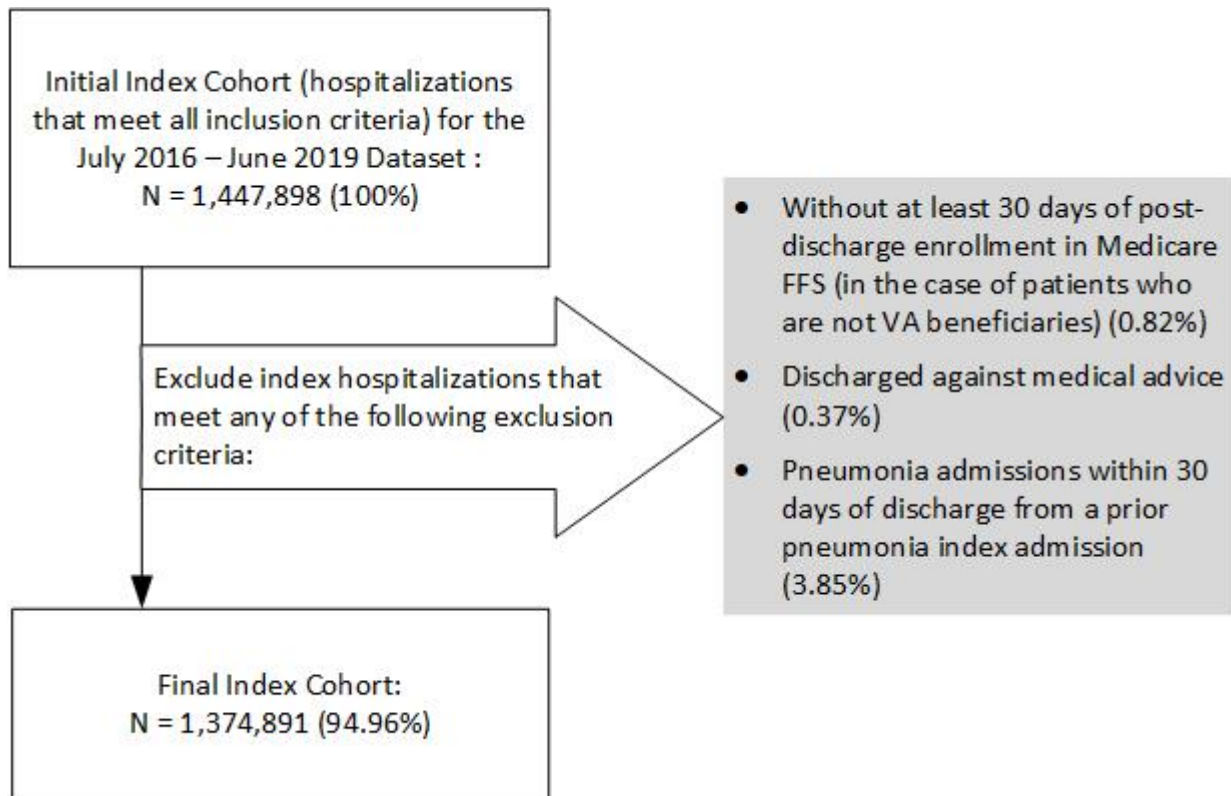 Initial Index Cohort (hospitalizations
that meet all inclusion criteria) for the
July 2016 – June 2019 Dataset :
N = 1,447,898 (100%)
Exclude index hospitalizations that
meet any of the following exclusion
criteria:
• Without at least 30 days of post-
discharge enrollment in Medicare
FFS (in the case of patients who
are not VA beneficiaries) (0.82%)
• Discharged against medical advice
(0.37%)
• Pneumonia admissions within 30
days of discharge from a prior
pneumonia index admission
(3.85%)
Final Index Cohort:
N = 1,374,891 (94.96%)